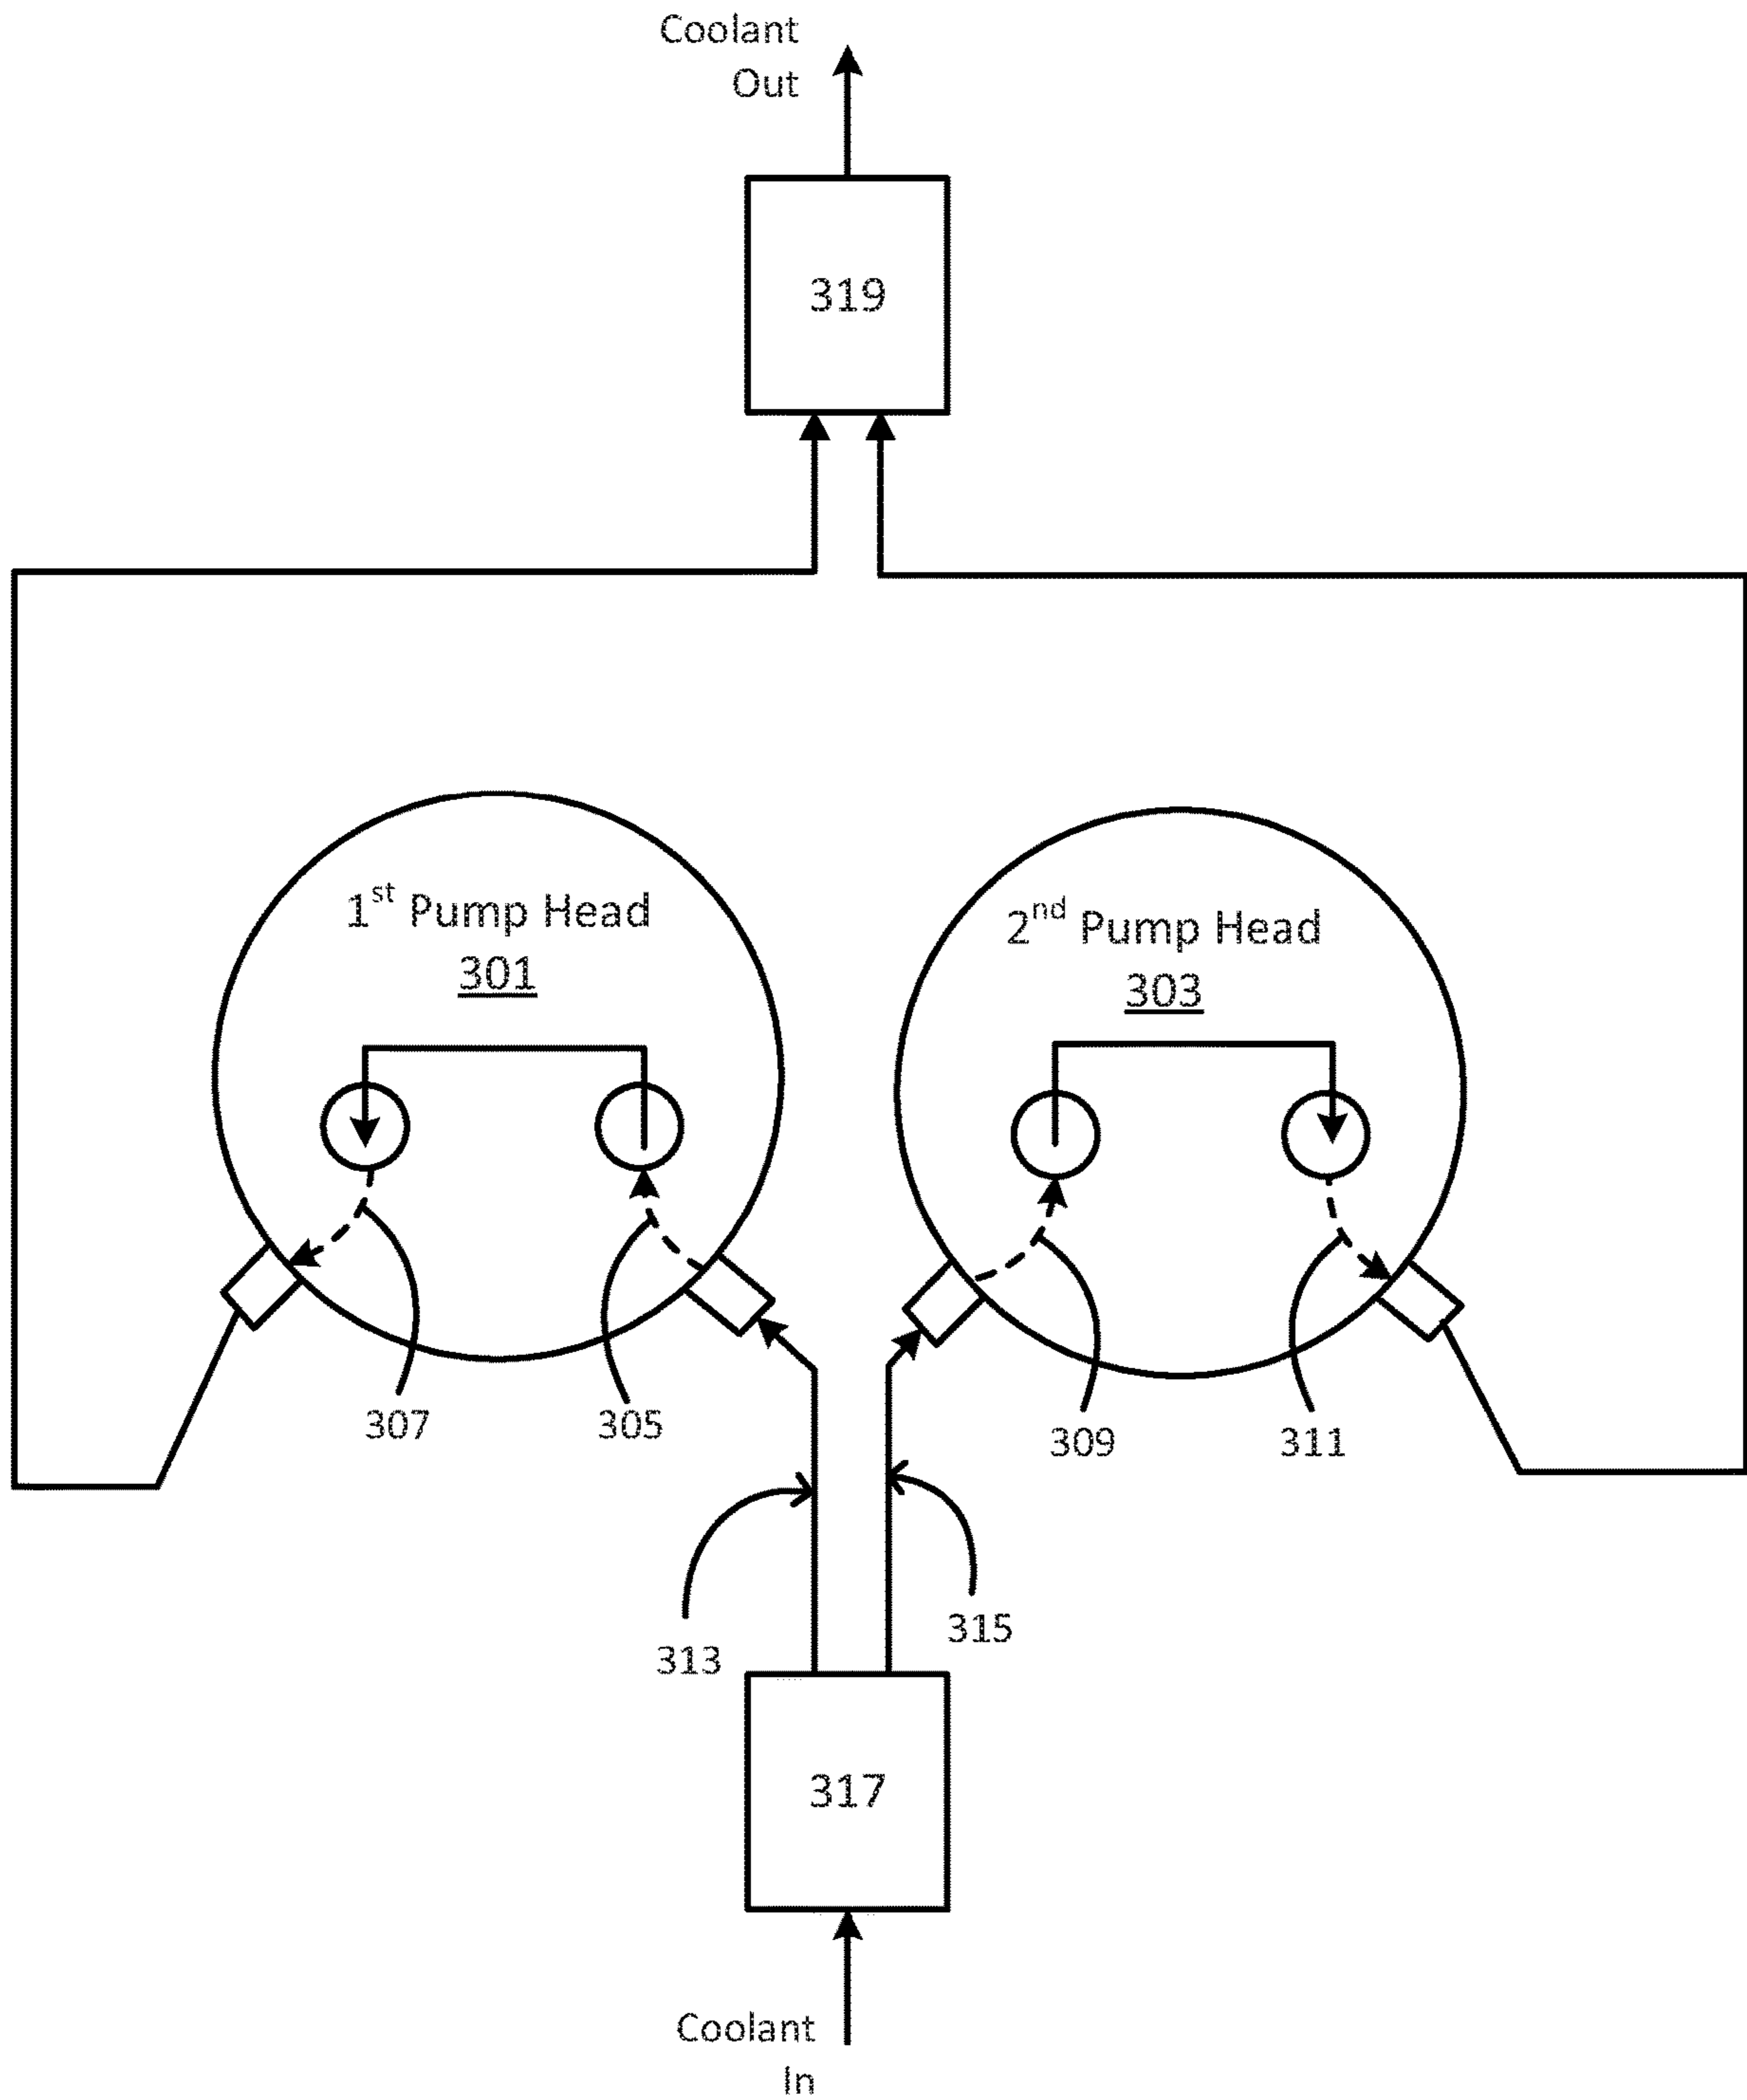 Coolant
Out
319
1st Pump Head
301
2nd Pump Head
303
307
305
309
311
313
315
317
Coolant
In